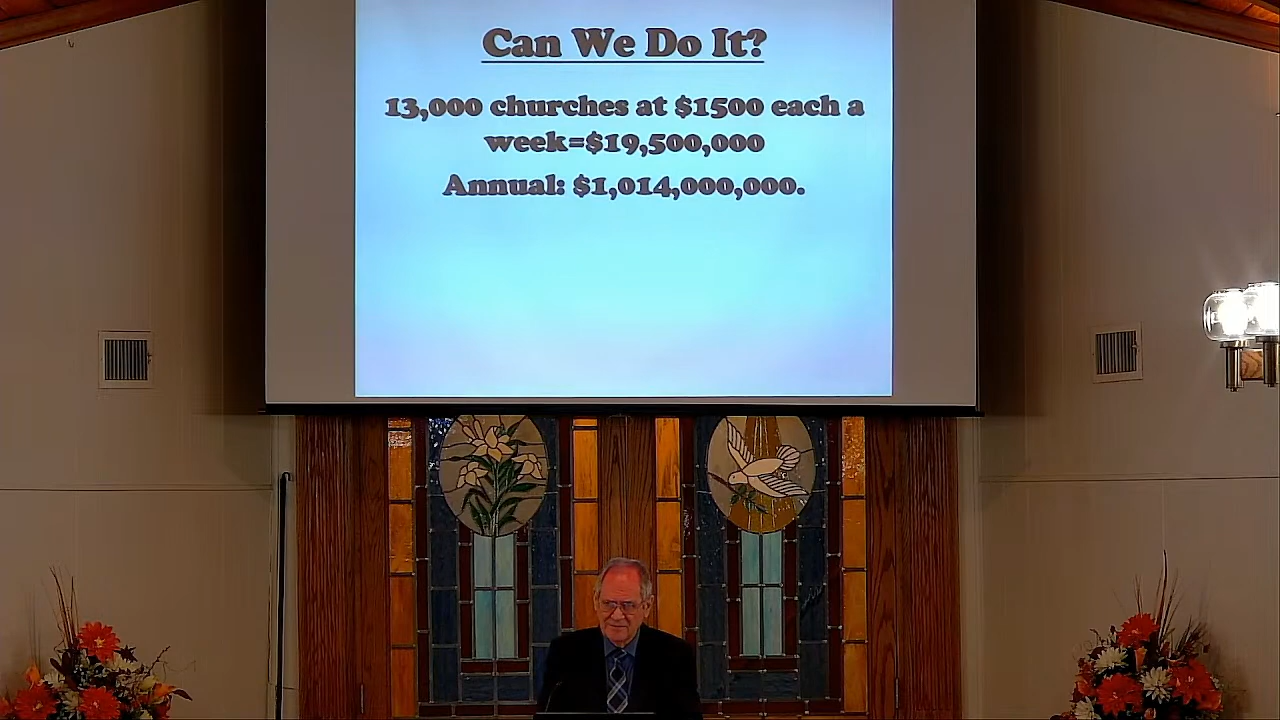 Can We Do It?
13,000 churches at $1500 each a
week=$19,500,000
Annual: $1,014,000,000.